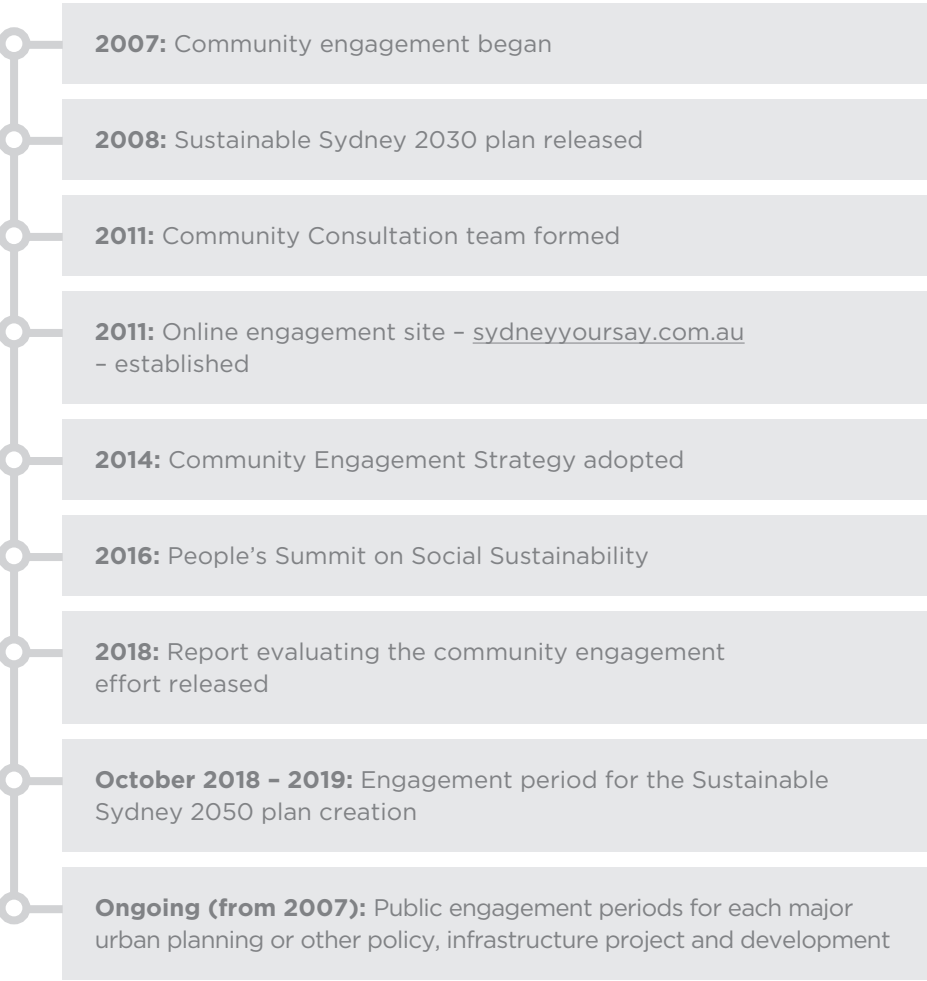 2007: Community engagement began
2008: Sustainable Sydney 2030 plan released
2011: Community Consultation team formed
2011: Online engagement site – sydneyyoursay.com.au
– established
2014: Community Engagement Strategy adopted
2016: People’s Summit on Social Sustainability
2018: Report evaluating the community engagement
effort released
October 2018 – 2019: Engagement period for the Sustainable
Sydney 2050 plan creation
Ongoing (from 2007): Public engagement periods for each major
urban planning or other policy, infrastructure project and development